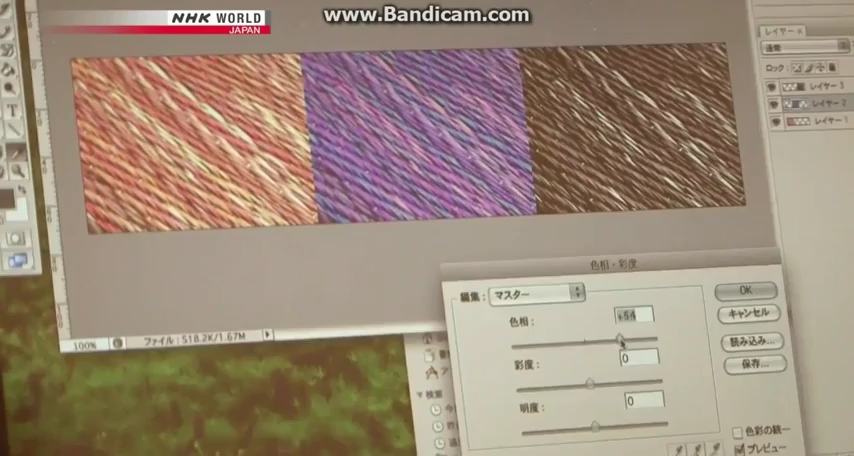 NHK WORLD
JAPAN
www.Bandicam.com
レイヤー ×
通常
ロック:
レイヤー 3
レイヤー 2
レイヤー 1
100%
ファイル: 518.2K/1.67M
色相・彩度
編集: マスター
OK
キャンセル
読み込み...
保存...
色相:
+54
彩度: 0
明度: 0
色彩の統一
プレビュー
検索